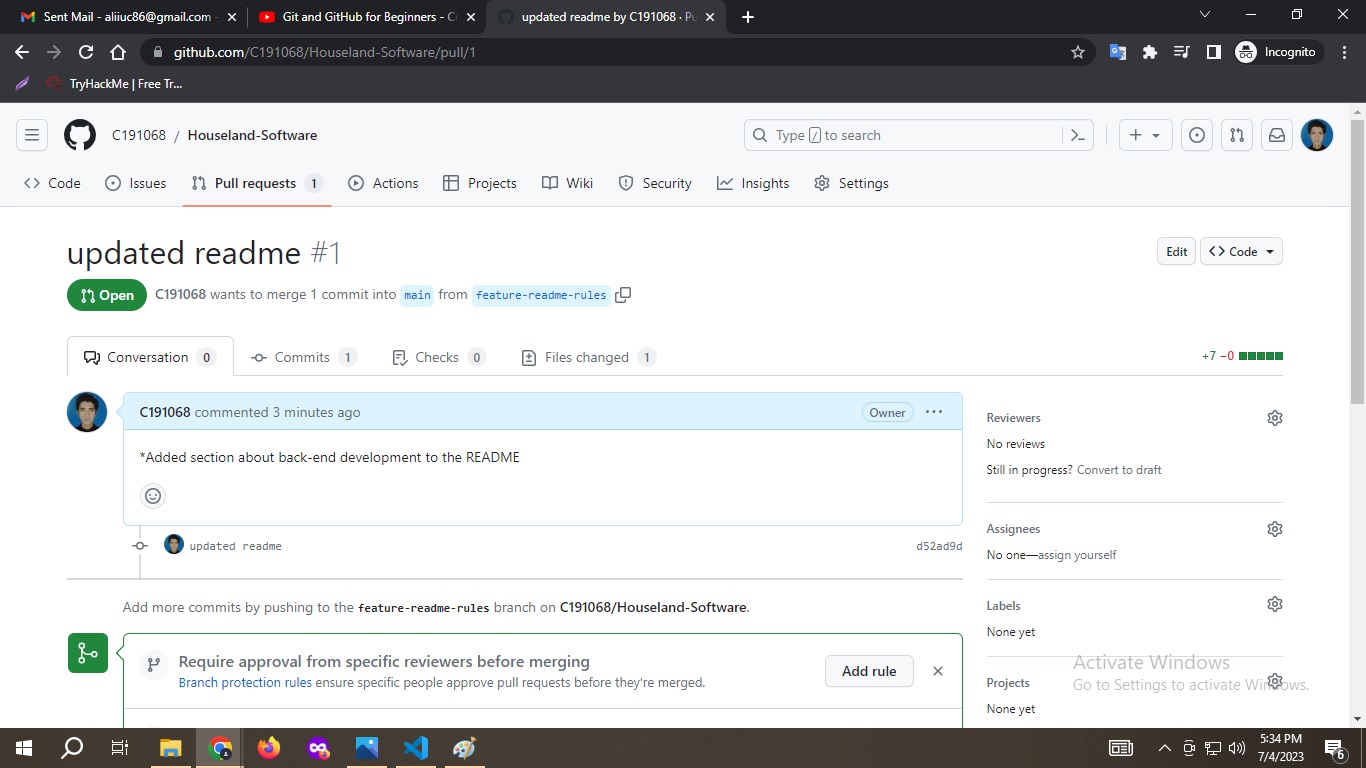 Sent Mail - aliiuc86@gmail.com -
Git and GitHub for Beginners - Cr
updated readme by C191068 · Pu
github.com/C191068/Houseland-Software/pull/1
Incognito
TryHackMe | Free Tr...
C191068 / Houseland-Software
Type / to search
Code Issues Pull requests 1 Actions Projects Wiki Security Insights Settings
updated readme #1
Edit <> Code
Open C191068 wants to merge 1 commit into main from feature-readme-rules
Conversation 0 Commits 1 Checks 0 Files changed 1
+7 −0
C191068 commented 3 minutes ago
Owner ...
*Added section about back-end development to the README
updated readme
d52ad9d
Add more commits by pushing to the feature-readme-rules branch on C191068/Houseland-Software.
Require approval from specific reviewers before merging
Branch protection rules ensure specific people approve pull requests before they're merged.
Add rule
Reviewers
No reviews
Still in progress? Convert to draft
Assignees
No one—assign yourself
Labels
None yet
Projects
None yet
Activate Windows
Go to Settings to activate Windows.
5:34 PM
7/4/2023
6